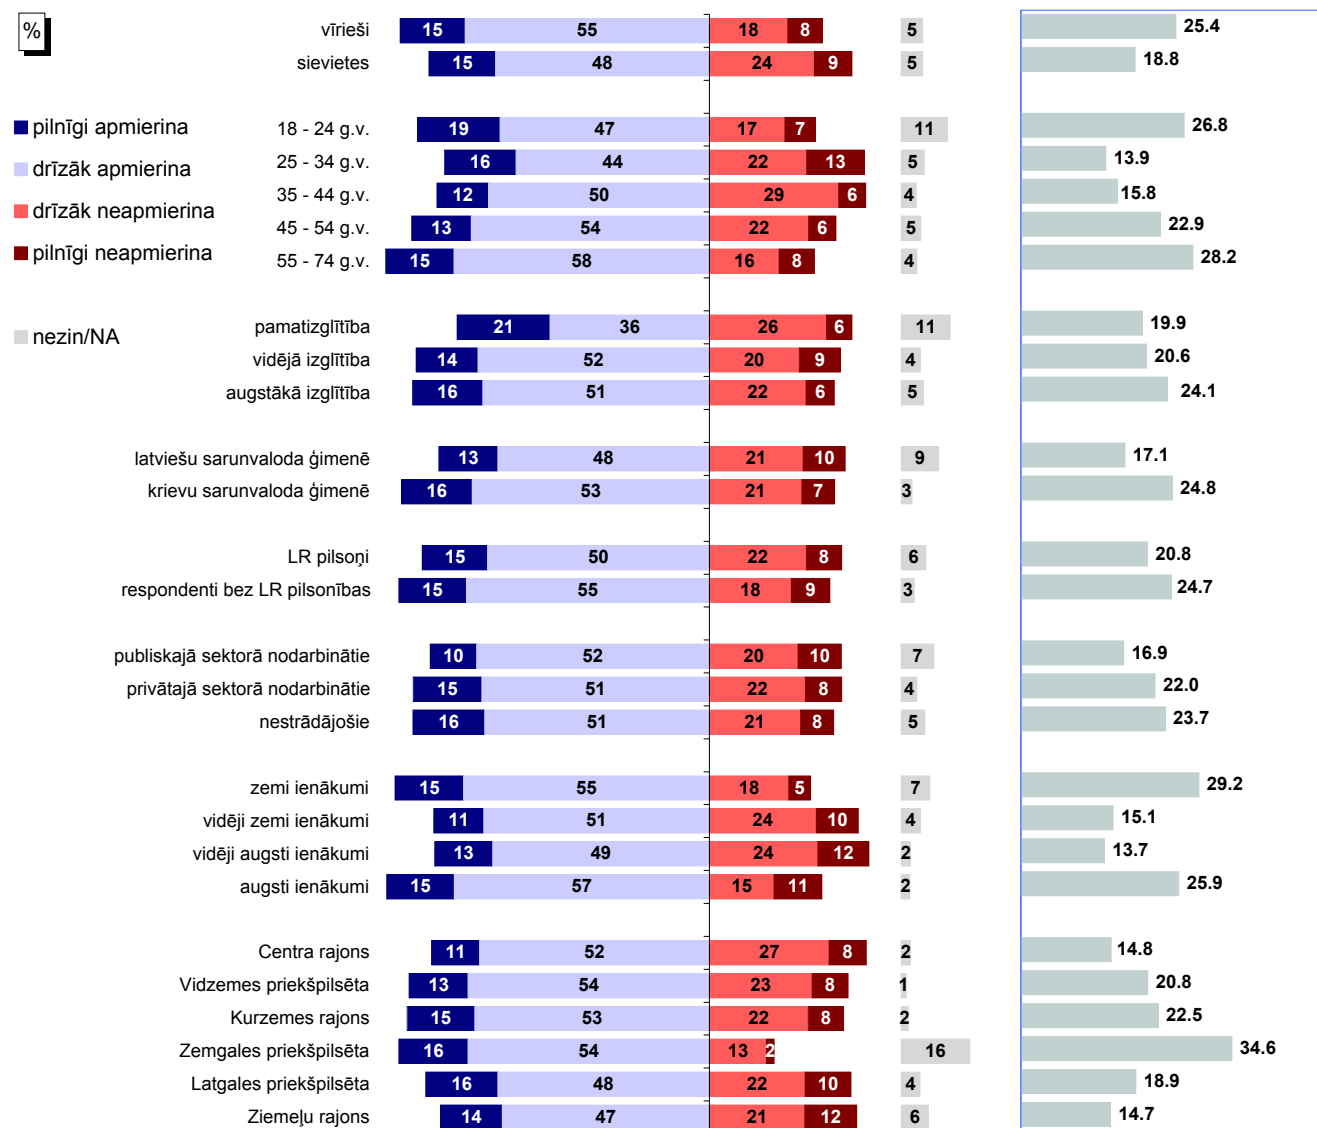 %
vīrieši 15 55 18 8 5 25.4
sievietes 15 48 24 9 5 18.8
pilnīgi apmierina
drīzāk apmierina
drīzāk neapmierina
pilnīgi neapmierina
nezin/NA
18 - 24 g.v. 19 47 17 7 11 26.8
25 - 34 g.v. 16 44 22 13 5 13.9
35 - 44 g.v. 12 50 29 6 4 15.8
45 - 54 g.v. 13 54 22 6 5 22.9
55 - 74 g.v. 15 58 16 8 4 28.2
pamatizglītība 21 36 26 6 11 19.9
vidējā izglītība 14 52 20 9 4 20.6
augstākā izglītība 16 51 22 6 5 24.1
latviešu sarunvaloda ģimenē 13 48 21 10 9 17.1
krievu sarunvaloda ģimenē 16 53 21 7 3 24.8
LR pilsoņi 15 50 22 8 6 20.8
respondenti bez LR pilsonības 15 55 18 9 3 24.7
publiskajā sektorā nodarbinātie 10 52 20 10 7 16.9
privātajā sektorā nodarbinātie 15 51 22 8 4 22.0
nestrādājošie 16 51 21 8 5 23.7
zemi ienākumi 15 55 18 5 7 29.2
vidēji zemi ienākumi 11 51 24 10 4 15.1
vidēji augsti ienākumi 13 49 24 12 2 13.7
augsti ienākumi 15 57 15 11 2 25.9
Centra rajons 11 52 27 8 2 14.8
Vidzemes priekšpilsēta 13 54 23 8 1 20.8
Kurzemes rajons 15 53 22 8 2 22.5
Zemgales priekšpilsēta 16 54 13 2 16 34.6
Latgales priekšpilsēta 16 48 22 10 4 18.9
Ziemeļu rajons 14 47 21 12 6 14.7